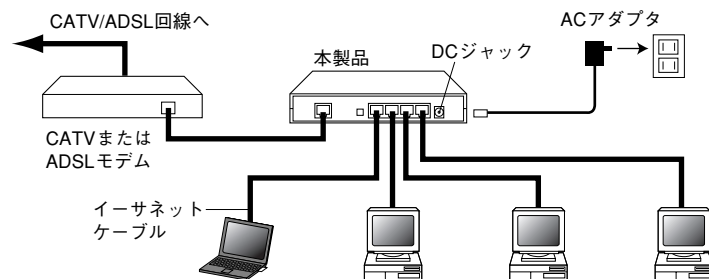 CATV/ADSL回線へ
ACアダプタ
本製品
DCジャック
CATVまたは
ADSLモデム
イーサネット
ケーブル